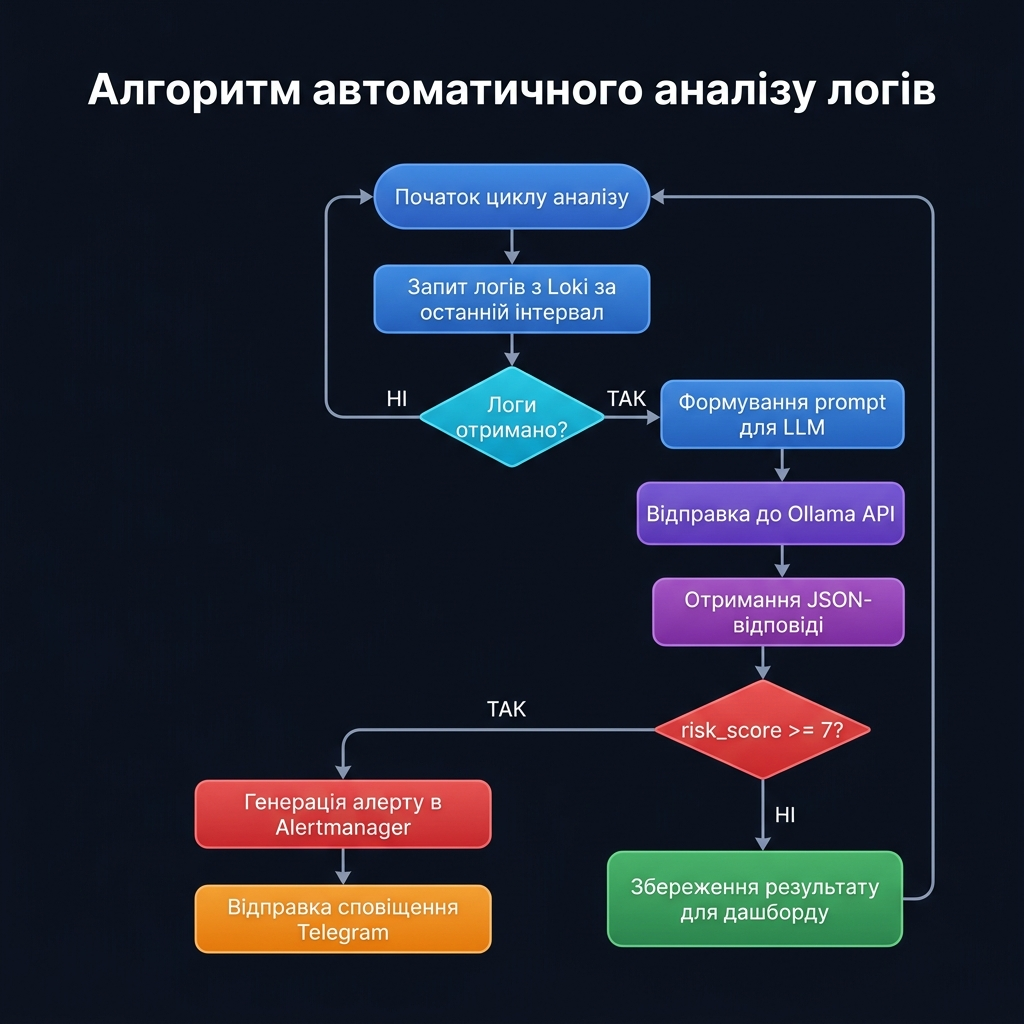 Алгоритм автоматичного аналізу логів
Початок циклу аналізу
Запит логів з Loki за
останній інтервал
Логи
отримано?
НІ
ТАК
Формування prompt
для LLM
Відправка до Ollama API
Отримання JSON-
відповіді
risk_score >= 7?
ТАК
НІ
Генерація алерту в
Alertmanager
Відправка сповіщення
Telegram
Збереження результату
для дашборду